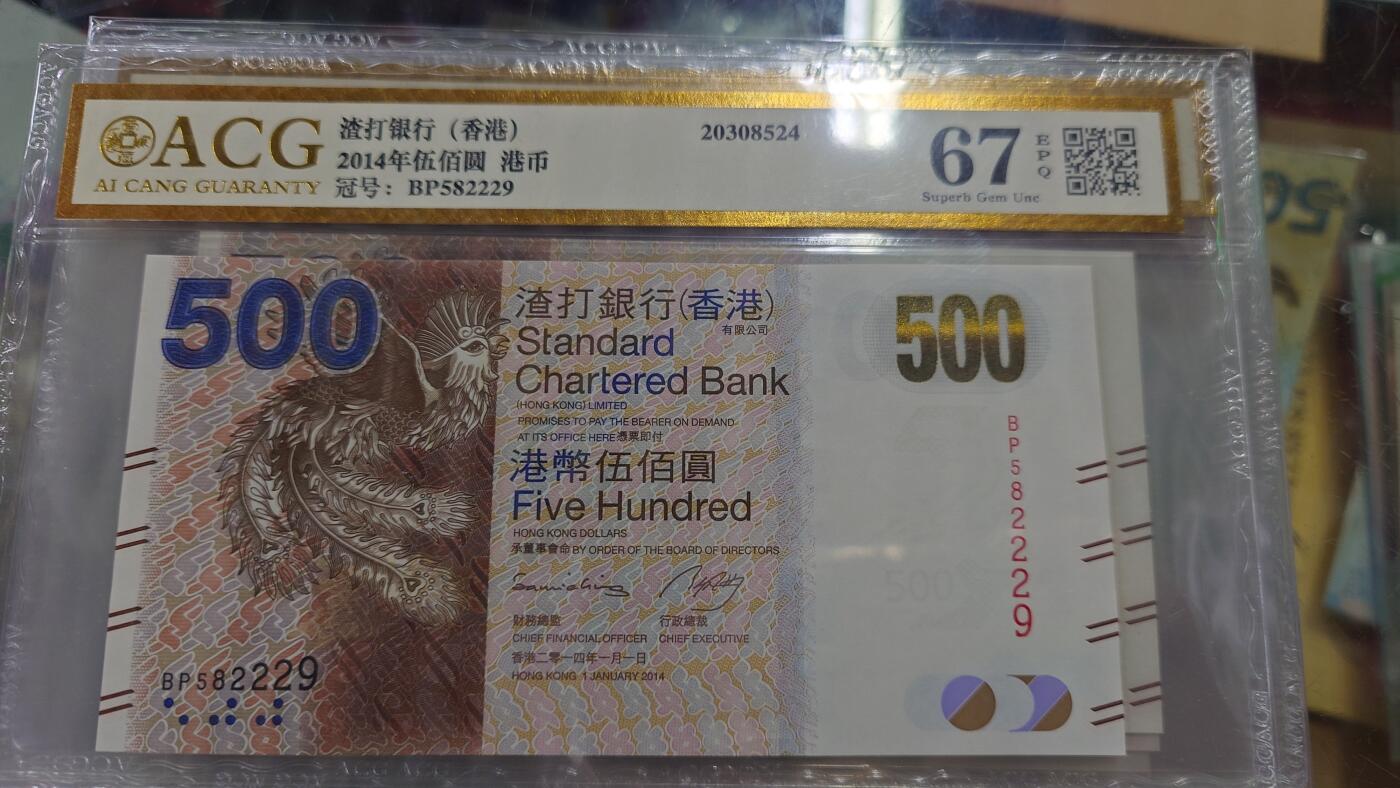 ACG
AI CANG GUARANTY
渣打银行（香港）
2014年伍佰圆 港币
冠号：BP582229
20308524
67
EPQ
Superb Gem Unc
500
渣打銀行(香港)
有限公司
Standard
Chartered Bank
(HONG KONG) LIMITED
PROMISES TO PAY THE BEARER ON DEMAND
AT ITS OFFICE HERE 憑票即付
港幣伍佰圓
Five Hundred
HONG KONG DOLLARS
承董事會命 BY ORDER OF THE BOARD OF DIRECTORS
財務總監 行政總裁
CHIEF FINANCIAL OFFICER CHIEF EXECUTIVE
香港二零一四年一月一日
HONG KONG 1 JANUARY 2014
BP582229
500
BP582229
500